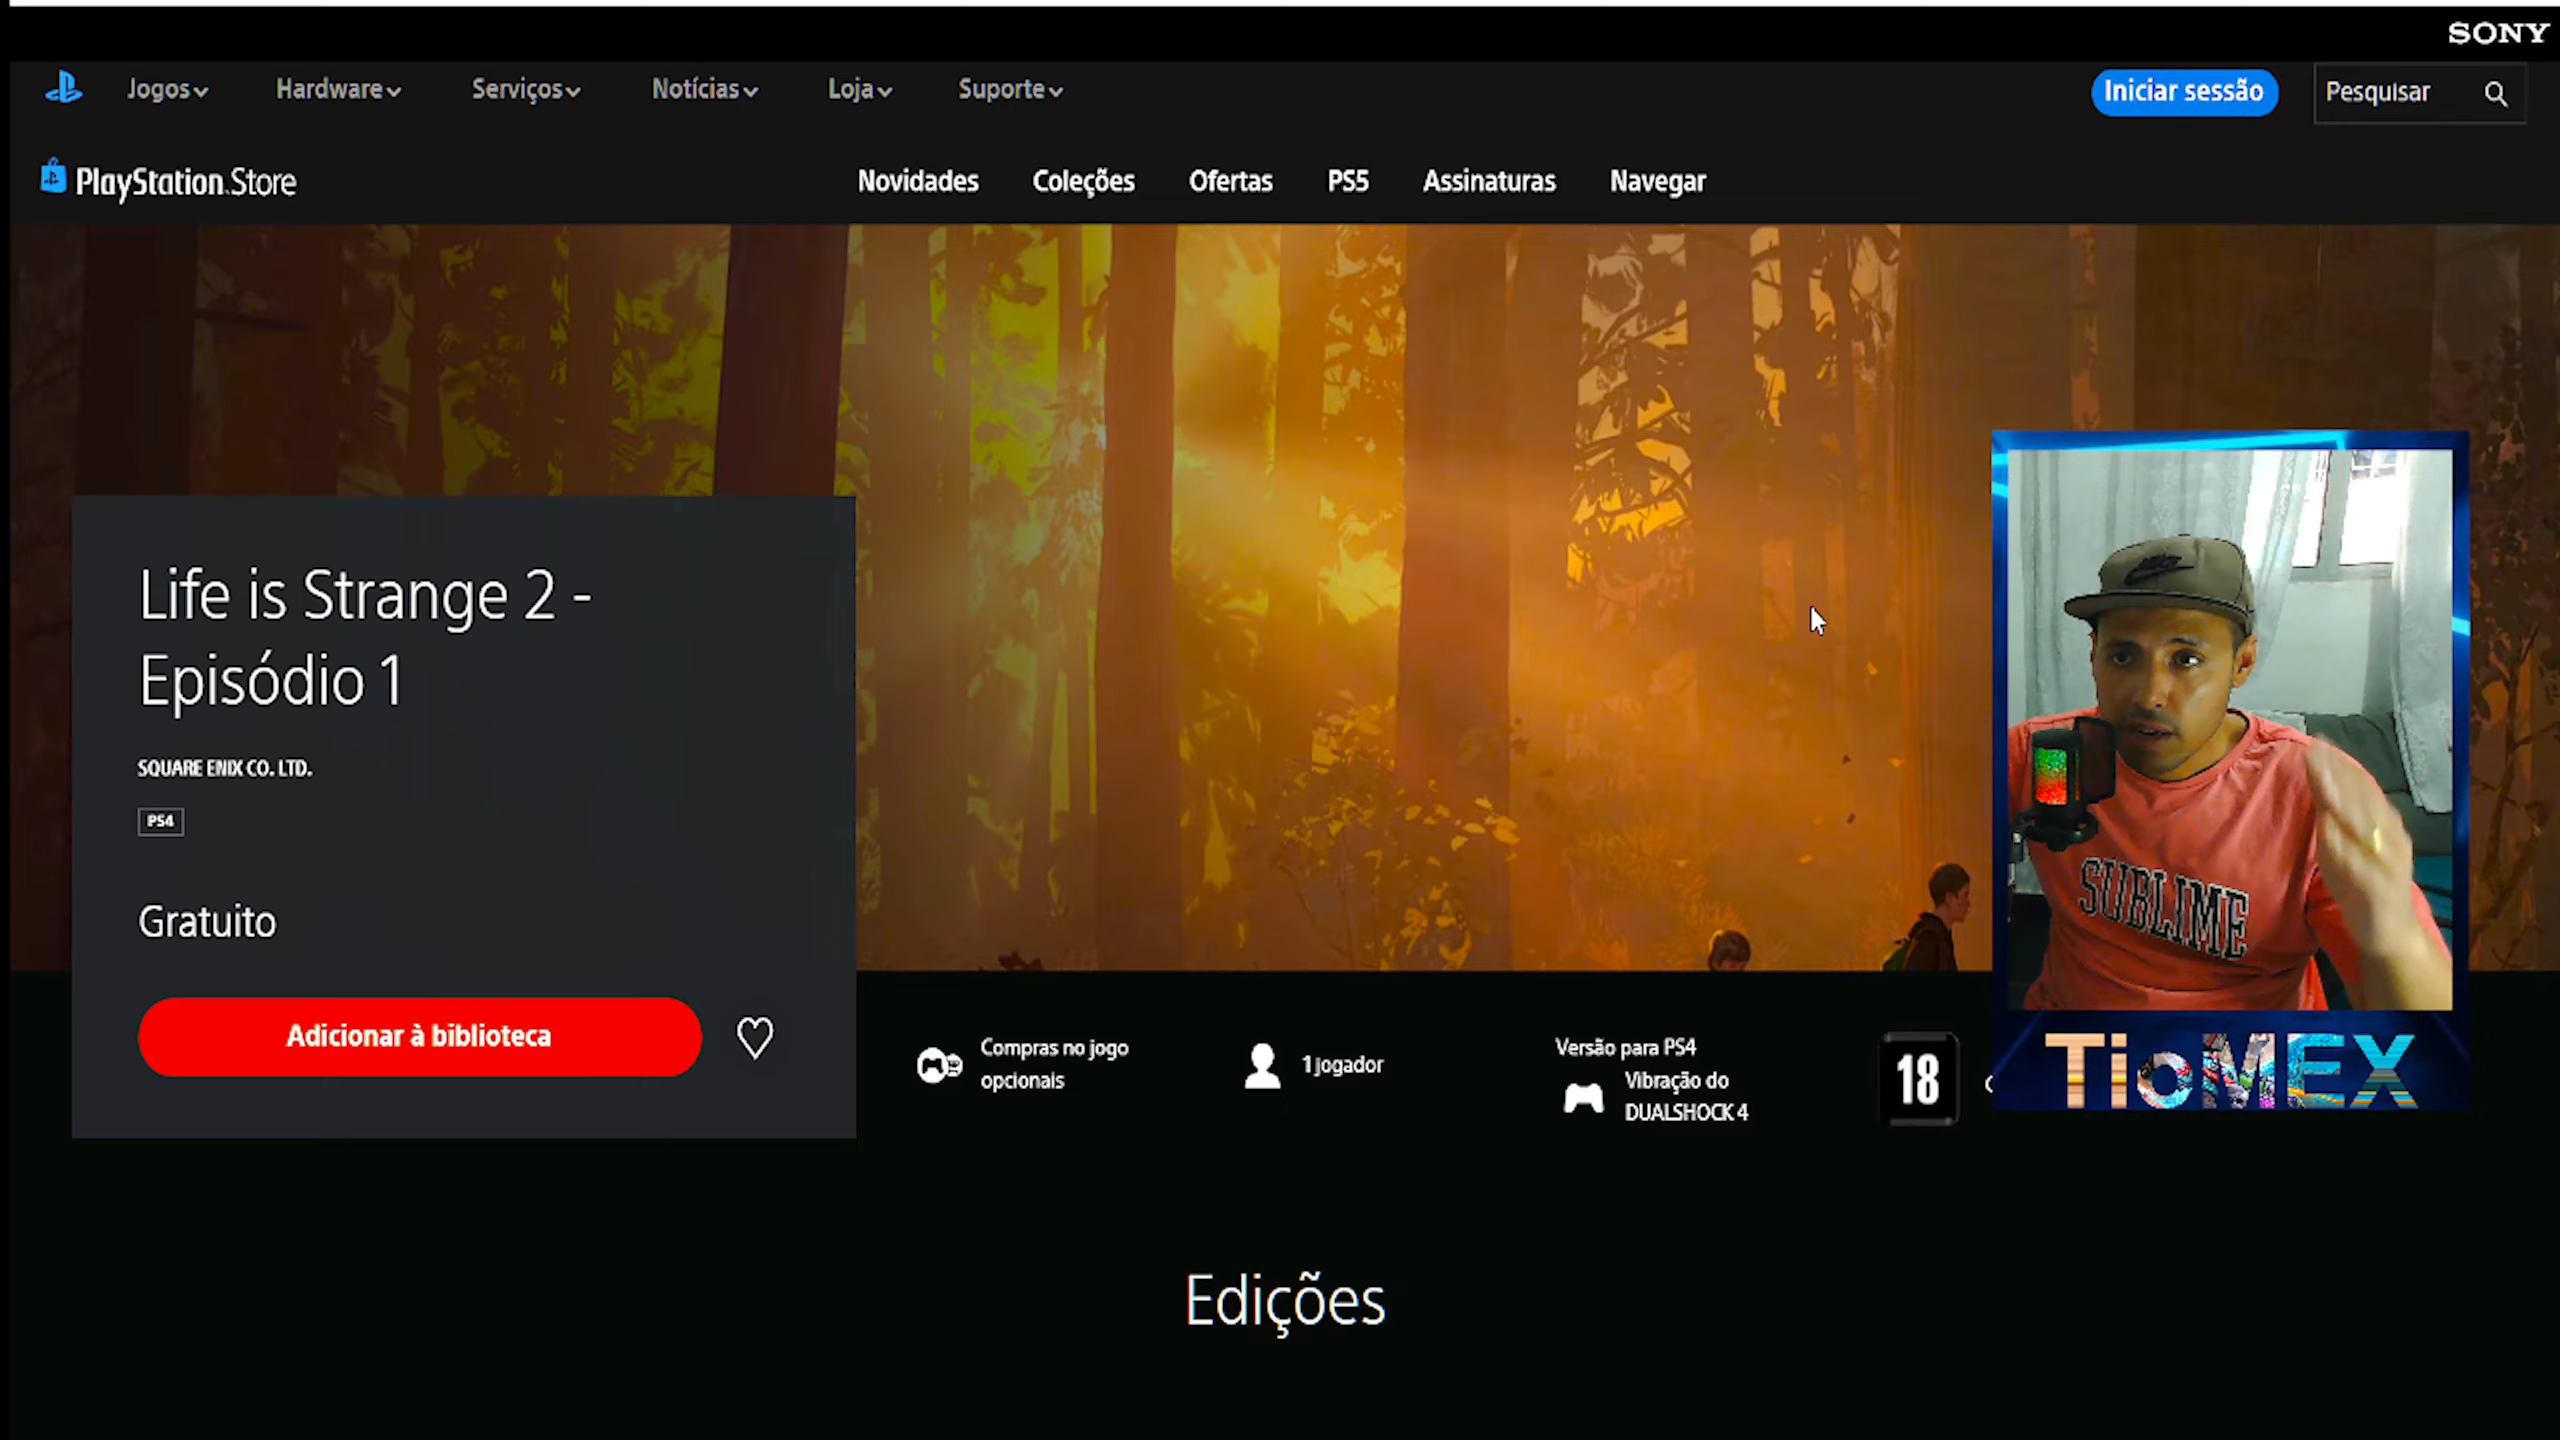 SONY
Jogos Hardware Serviços Notícias Loja Suporte Iniciar sessão Pesquisar
PlayStation.Store Novidades Coleções Ofertas PS5 Assinaturas Navegar
Life is Strange 2 -
Episódio 1
SQUARE ENIX CO. LTD.
PS4
Gratuito
Adicionar à biblioteca
Compras no jogo
opcionais
1 jogador
Versão para PS4
Vibração do
DUALSHOCK 4
18
SUBLIME
TioMEX
Edições